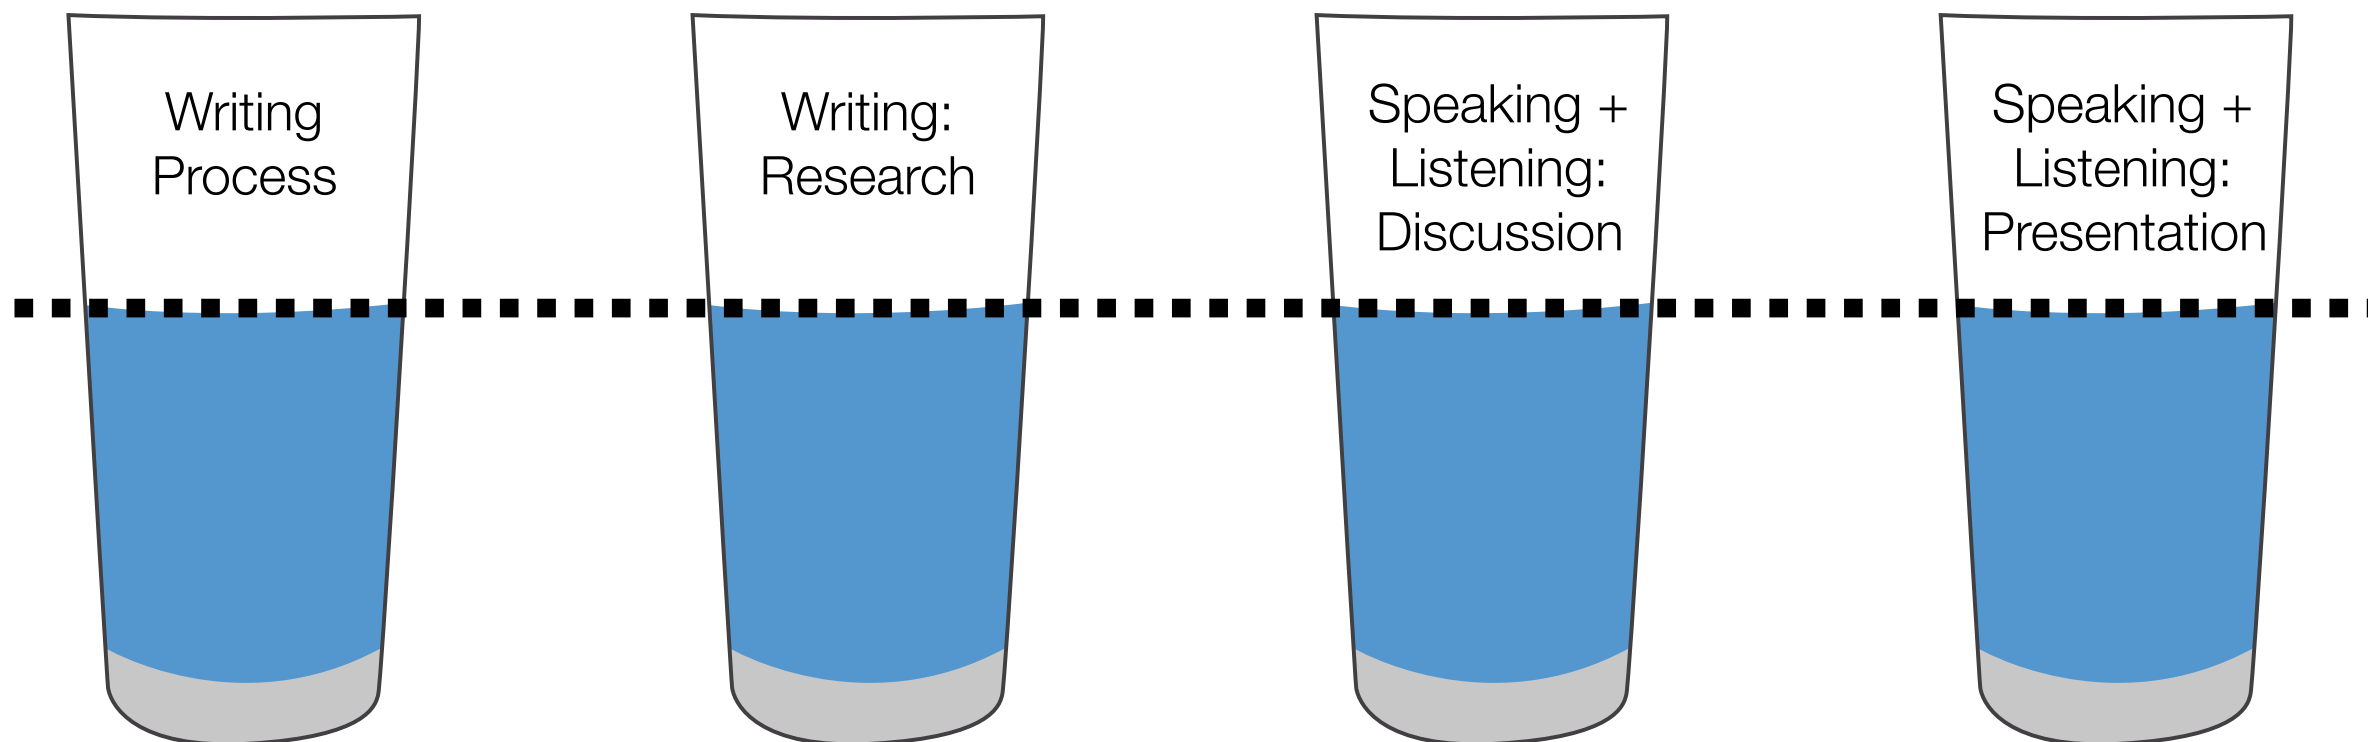 Writing
Process
Writing:
Research
Speaking +
Listening:
Discussion
Speaking +
Listening:
Presentation